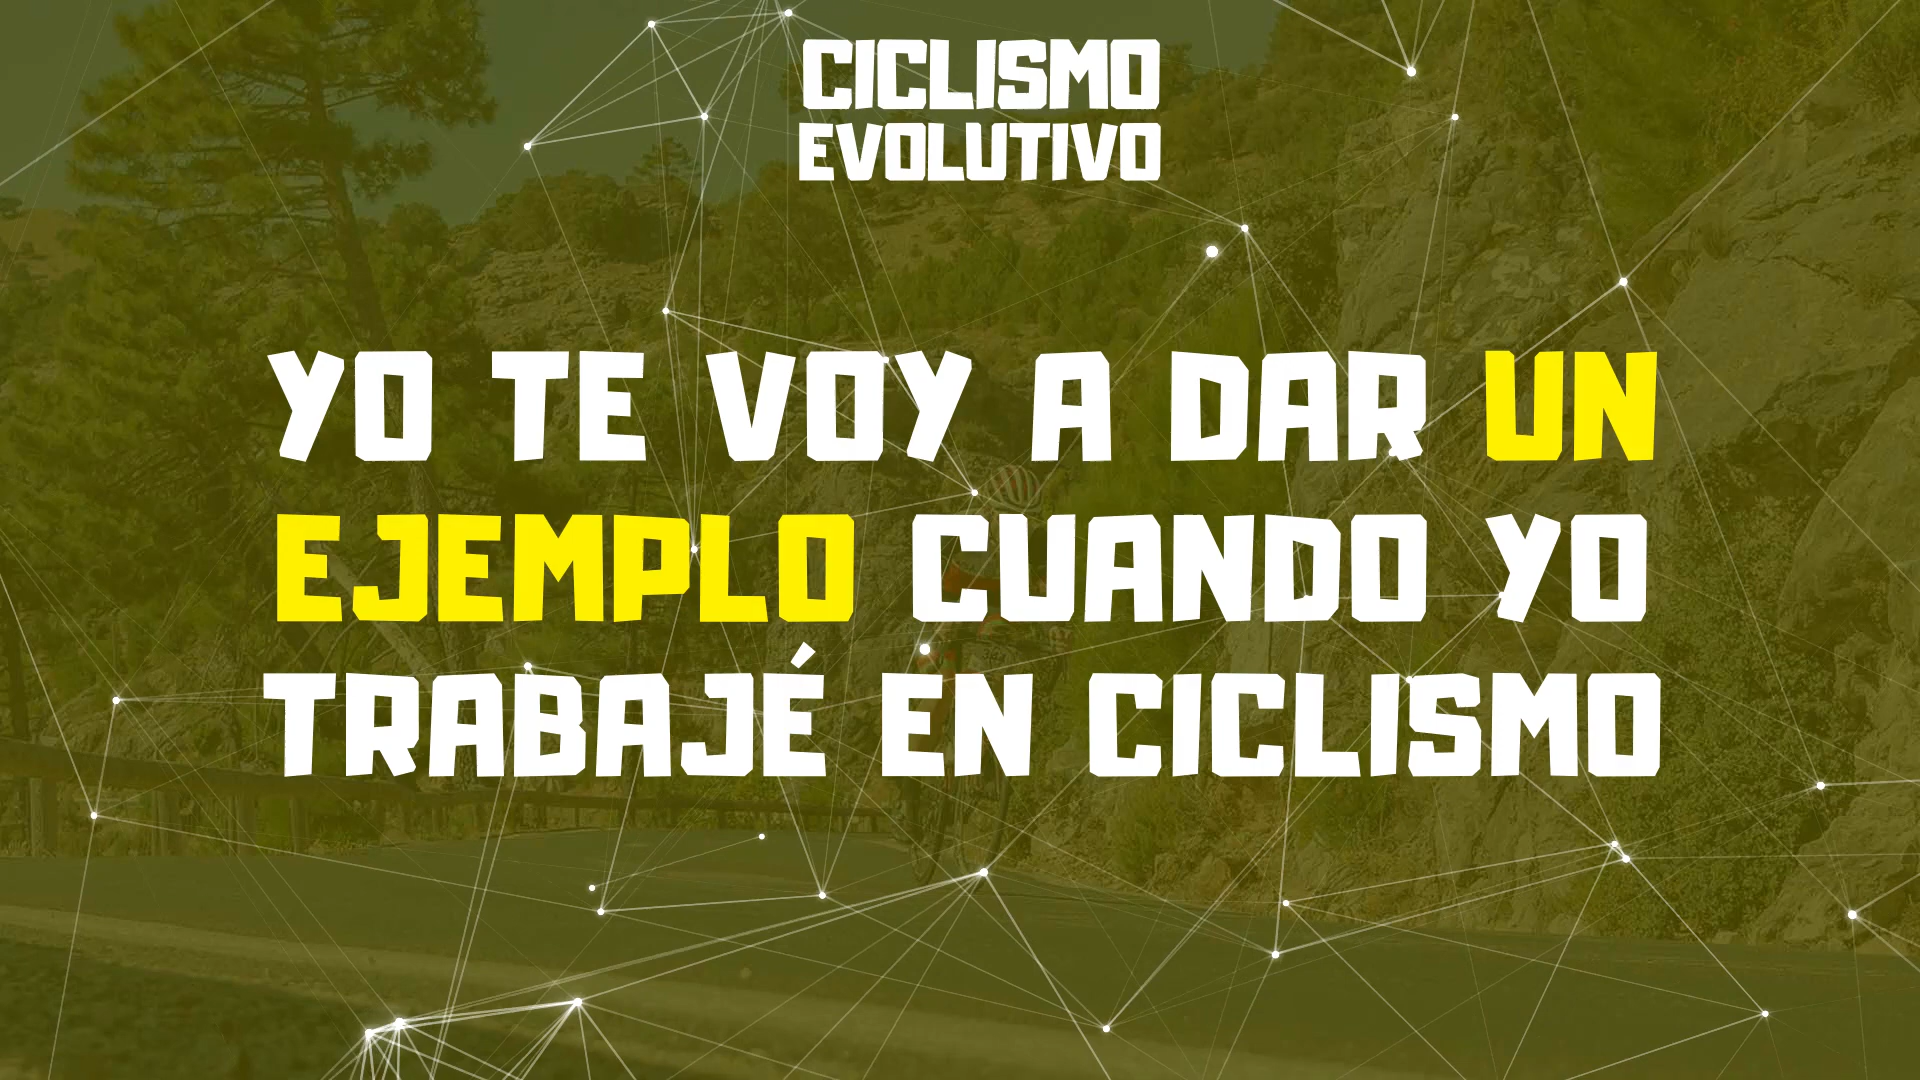 CICLISMO
EVOLUTIVO
YO TE VOY A DAR UN
EJEMPLO CUANDO YO
TRABAJÉ EN CICLISMO